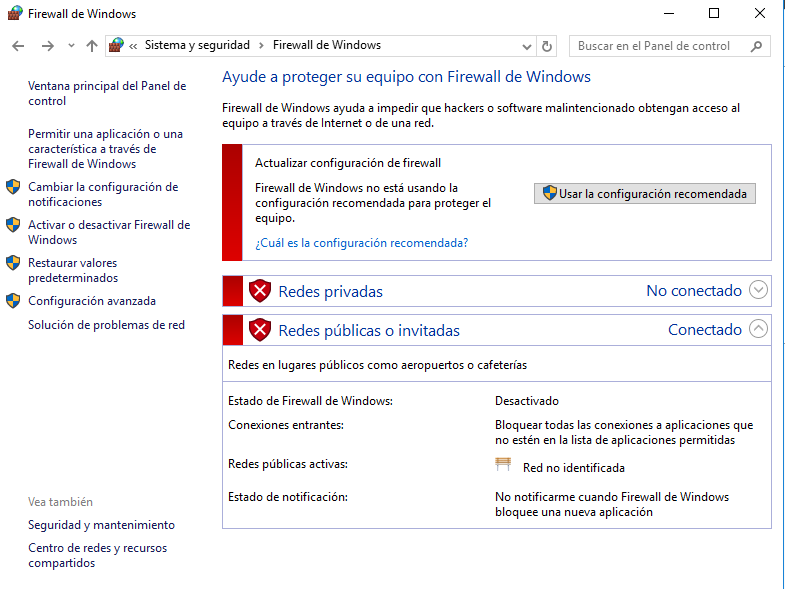 Firewall de Windows
« Sistema y seguridad > Firewall de Windows
Buscar en el Panel de control
Ventana principal del Panel de
control
Permitir una aplicación o una
característica a través de
Firewall de Windows
Cambiar la configuración de
notificaciones
Activar o desactivar Firewall de
Windows
Restaurar valores
predeterminados
Configuración avanzada
Solución de problemas de red
Vea también
Seguridad y mantenimiento
Centro de redes y recursos
compartidos
Ayude a proteger su equipo con Firewall de Windows
Firewall de Windows ayuda a impedir que hackers o software malintencionado obtengan acceso al
equipo a través de Internet o de una red.
Actualizar configuración de firewall
Firewall de Windows no está usando la
configuración recomendada para proteger el
equipo.
¿Cuál es la configuración recomendada?
Usar la configuración recomendada
Redes privadas No conectado
Redes públicas o invitadas Conectado
Redes en lugares públicos como aeropuertos o cafeterías
Estado de Firewall de Windows: Desactivado
Conexiones entrantes: Bloquear todas las conexiones a aplicaciones que
no estén en la lista de aplicaciones permitidas
Redes públicas activas: Red no identificada
Estado de notificación: No notificarme cuando Firewall de Windows
bloquee una nueva aplicación